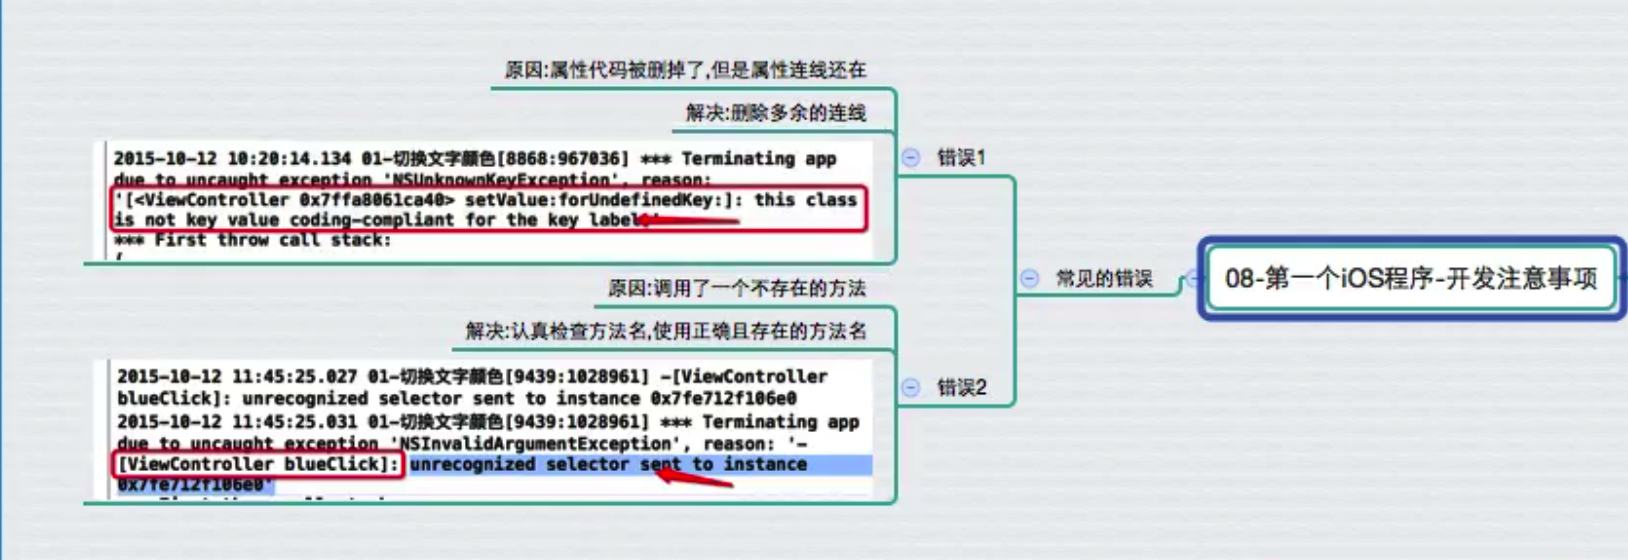 原因:属性代码被删掉了,但是属性连线还在
解决:删除多余的连线
2015-10-12 10:20:14.134 01-切换文字颜色[8868:967036] *** Terminating app
due to uncaught exception 'NSUnknownKeyException', reason:
'[<ViewController 0x7ffa8061ca40> setValue:forUndefinedKey:]: this class
is not key value coding-compliant for the key label.'
*** First throw call stack:
(
错误1
原因:调用了一个不存在的方法
解决:认真检查方法名,使用正确且存在的方法名
2015-10-12 11:45:25.027 01-切换文字颜色[9439:1028961] -[ViewController
blueClick]: unrecognized selector sent to instance 0x7fe712f106e0
2015-10-12 11:45:25.031 01-切换文字颜色[9439:1028961] *** Terminating app
due to uncaught exception 'NSInvalidArgumentException', reason: '-
[ViewController blueClick]: unrecognized selector sent to instance
0x7fe712f106e0'
错误2
常见的错误
08-第一个iOS程序-开发注意事项